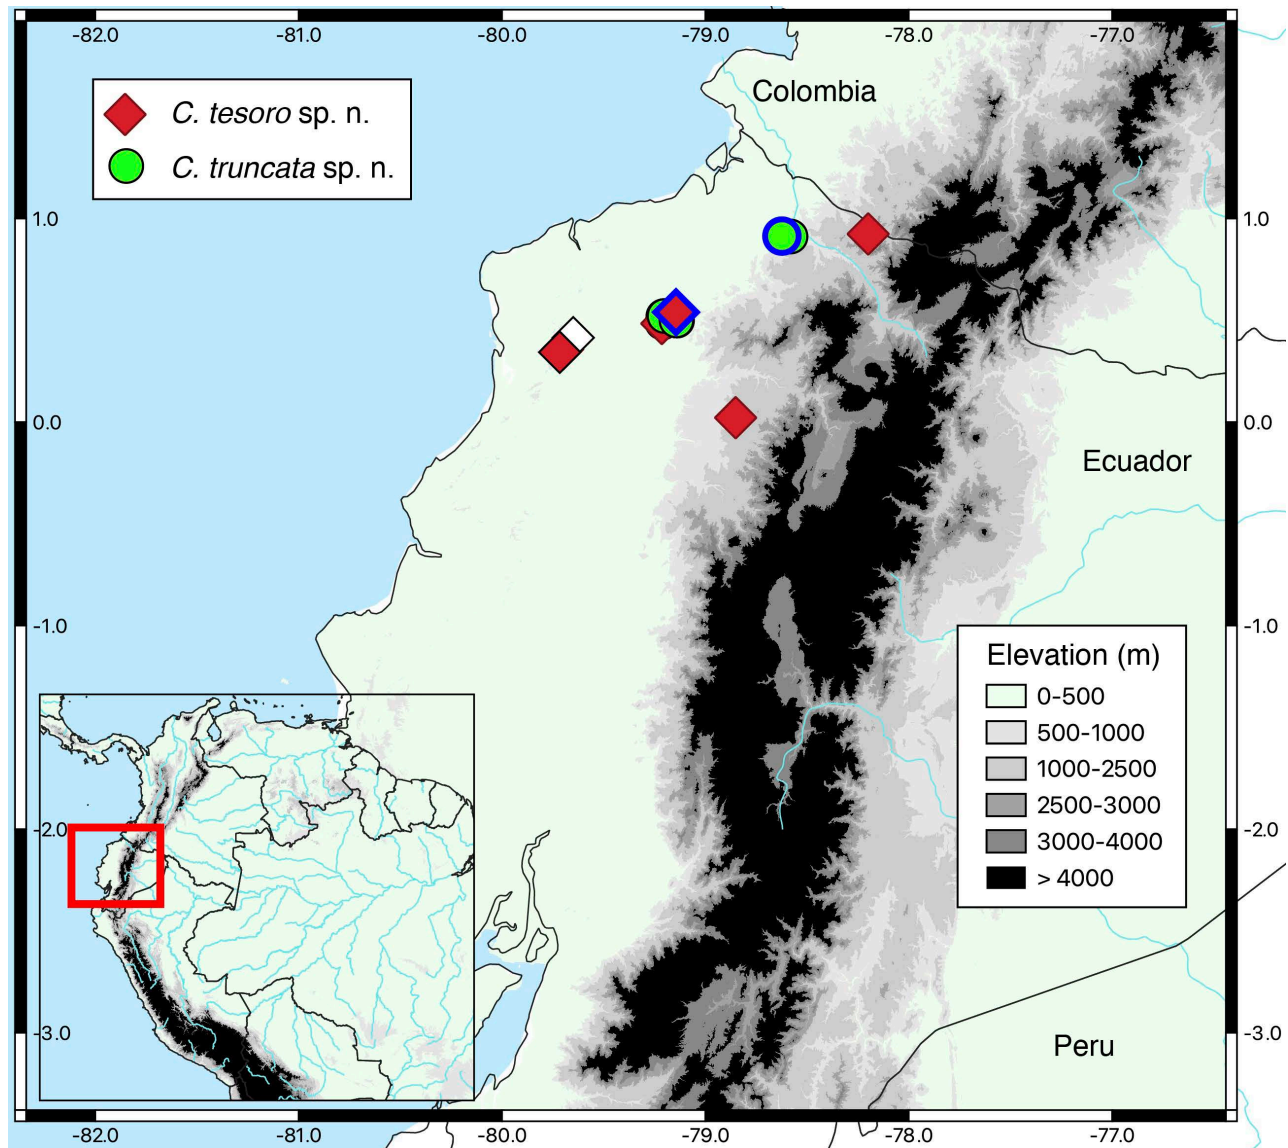 -82.0 -81.0 -80.0 -79.0 -78.0 -77.0
Colombia
C. tesoro sp. n.
C. truncata sp. n.
1.0 1.0
0.0 0.0
Ecuador
-1.0 -1.0
Elevation (m)
0-500
500-1000
1000-2500
2500-3000
3000-4000
> 4000
-2.0 -2.0
-3.0 -3.0
Peru
-82.0 -81.0 -80.0 -79.0 -78.0 -77.0